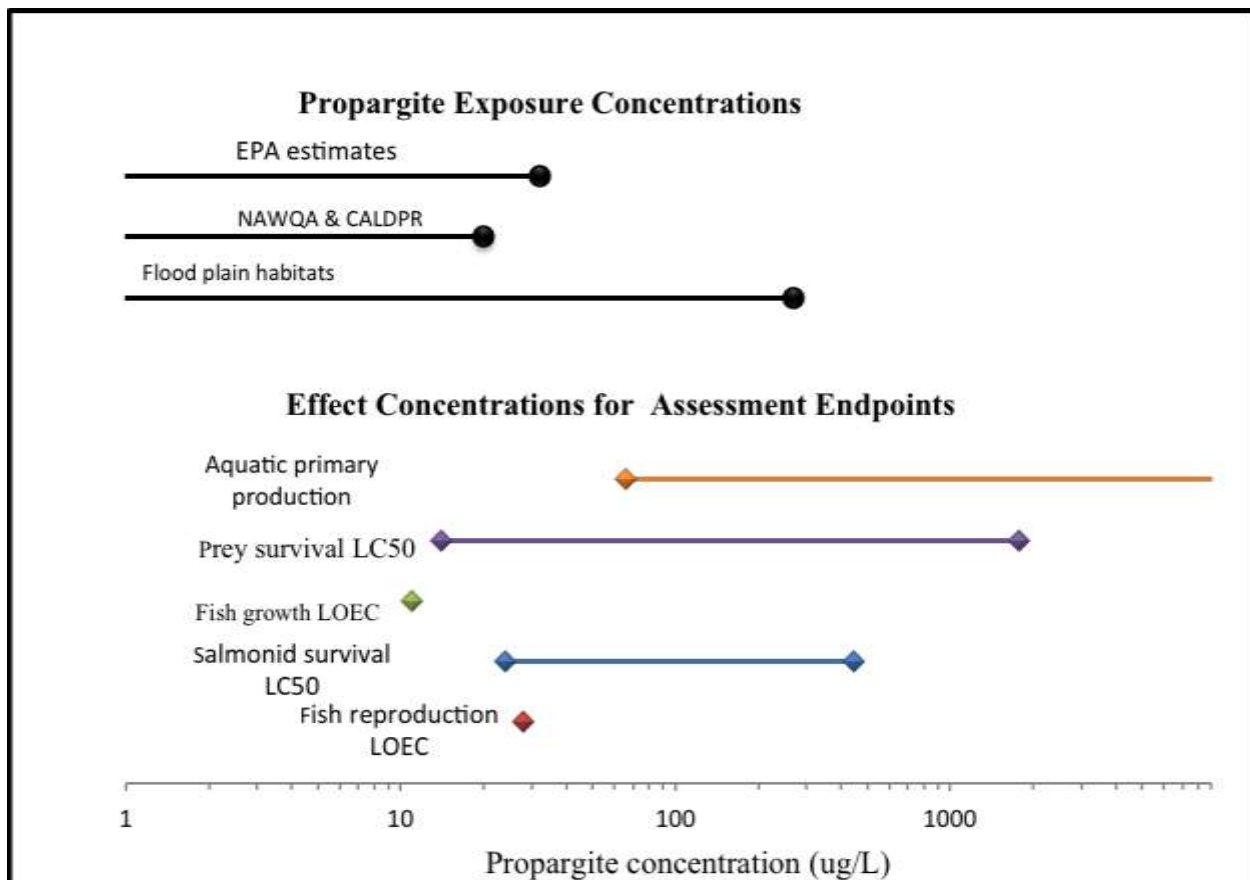 Propargite Exposure Concentrations
EPA estimates
NAWQA & CALDPR
Flood plain habitats
Effect Concentrations for Assessment Endpoints
Aquatic primary
production
Prey survival LC50
Fish growth LOEC
Salmonid survival
LC50
Fish reproduction
LOEC
1 10 100 1000
Propargite concentration (ug/L)